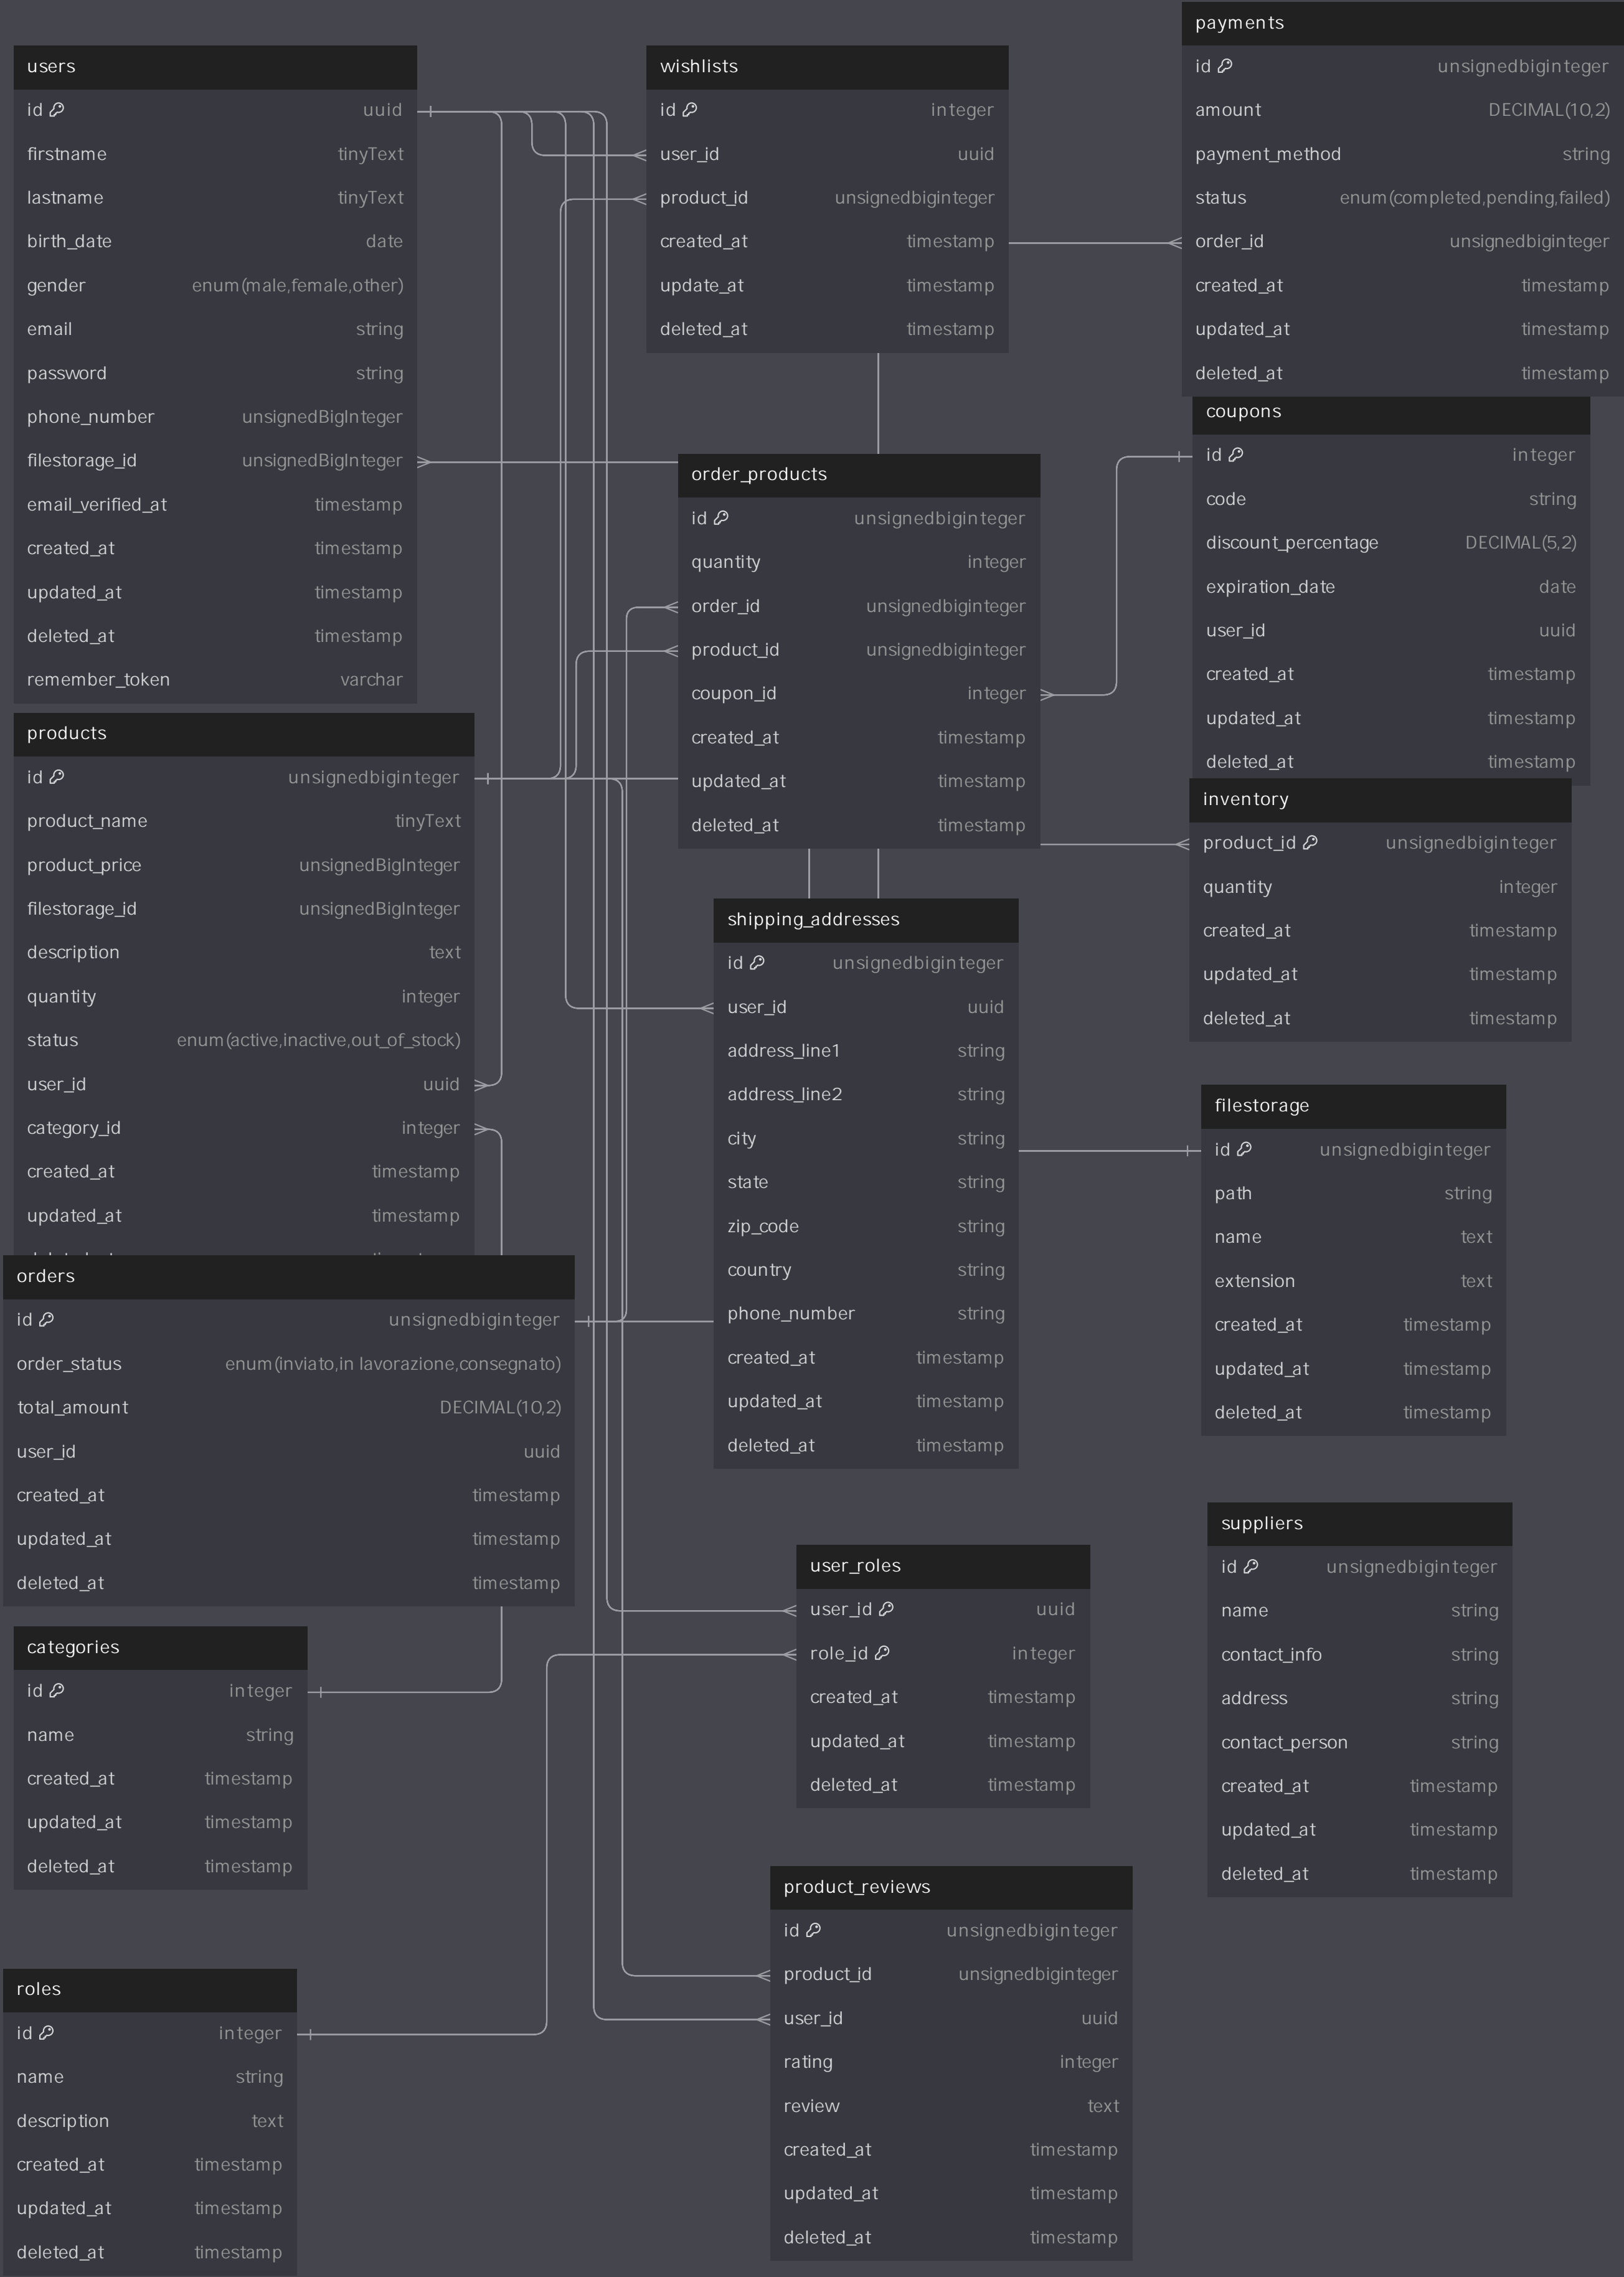 users
id uuid
firstname tinyText
lastname tinyText
birth_date date
gender enum(male,female,other)
email string
password string
phone_number unsignedBigInteger
filestorage_id unsignedBigInteger
email_verified_at timestamp
created_at timestamp
updated_at timestamp
deleted_at timestamp
remember_token varchar
products
id unsignedbiginteger
product_name tinyText
product_price unsignedBigInteger
filestorage_id unsignedBigInteger
description text
quantity integer
status enum(active,inactive,out_of_stock)
user_id uuid
category_id integer
created_at timestamp
updated_at timestamp
orders
id unsignedbiginteger
order_status enum(inviato,in lavorazione,consegnato)
total_amount DECIMAL(10,2)
user_id uuid
created_at timestamp
updated_at timestamp
deleted_at timestamp
categories
id integer
name string
created_at timestamp
updated_at timestamp
deleted_at timestamp
roles
id integer
name string
description text
created_at timestamp
updated_at timestamp
deleted_at timestamp
wishlists
id integer
user_id uuid
product_id unsignedbiginteger
created_at timestamp
update_at timestamp
deleted_at timestamp
order_products
id unsignedbiginteger
quantity integer
order_id unsignedbiginteger
product_id unsignedbiginteger
coupon_id integer
created_at timestamp
updated_at timestamp
deleted_at timestamp
shipping_addresses
id unsignedbiginteger
user_id uuid
address_line1 string
address_line2 string
city string
state string
zip_code string
country string
phone_number string
created_at timestamp
updated_at timestamp
deleted_at timestamp
user_roles
user_id uuid
role_id integer
created_at timestamp
updated_at timestamp
deleted_at timestamp
product_reviews
id unsignedbiginteger
product_id unsignedbiginteger
user_id uuid
rating integer
review text
created_at timestamp
updated_at timestamp
deleted_at timestamp
payments
id unsignedbiginteger
amount DECIMAL(10,2)
payment_method string
status enum(completed,pending,failed)
order_id unsignedbiginteger
created_at timestamp
updated_at timestamp
deleted_at timestamp
coupons
id integer
code string
discount_percentage DECIMAL(5,2)
expiration_date date
user_id uuid
created_at timestamp
updated_at timestamp
deleted_at timestamp
inventory
product_id unsignedbiginteger
quantity integer
created_at timestamp
updated_at timestamp
deleted_at timestamp
filestorage
id unsignedbiginteger
path string
name text
extension text
created_at timestamp
updated_at timestamp
deleted_at timestamp
suppliers
id unsignedbiginteger
name string
contact_info string
address string
contact_person string
created_at timestamp
updated_at timestamp
deleted_at timestamp